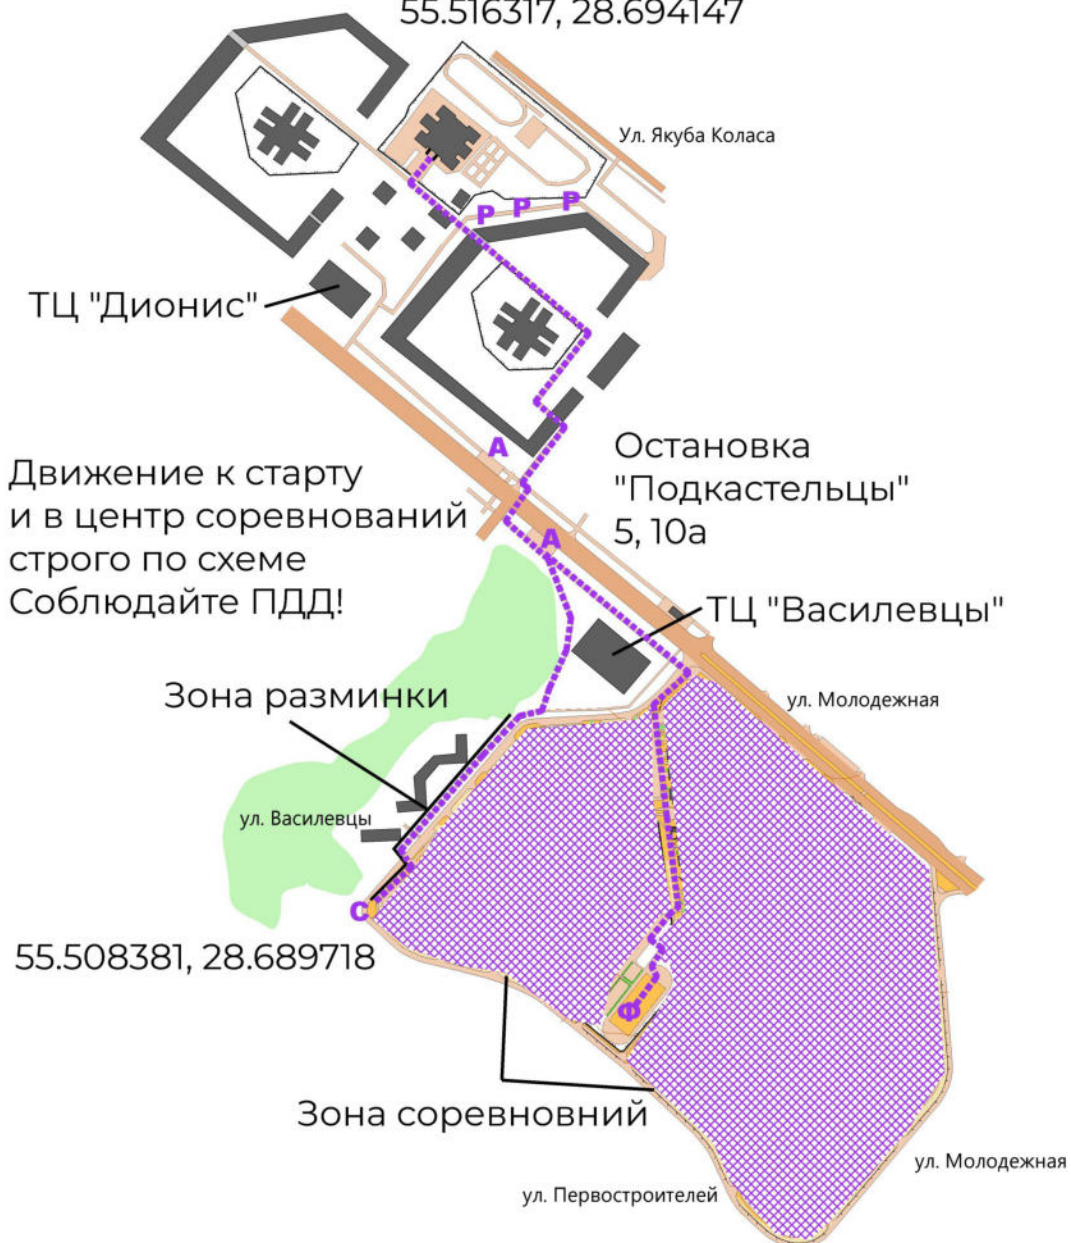 55.516317, 28.694147
Ул. Якуба Коласа
Р Р Р
ТЦ "Дионис"
А
Остановка
"Подкастельцы"
5, 10а
Движение к старту
и в центр соревнований
строго по схеме
Соблюдайте ПДД!
А
ТЦ "Василевцы"
Зона разминки
ул. Молодежная
ул. Василевцы
С
55.508381, 28.689718
Ф
Зона соревновний
ул. Молодежная
ул. Первостроителей